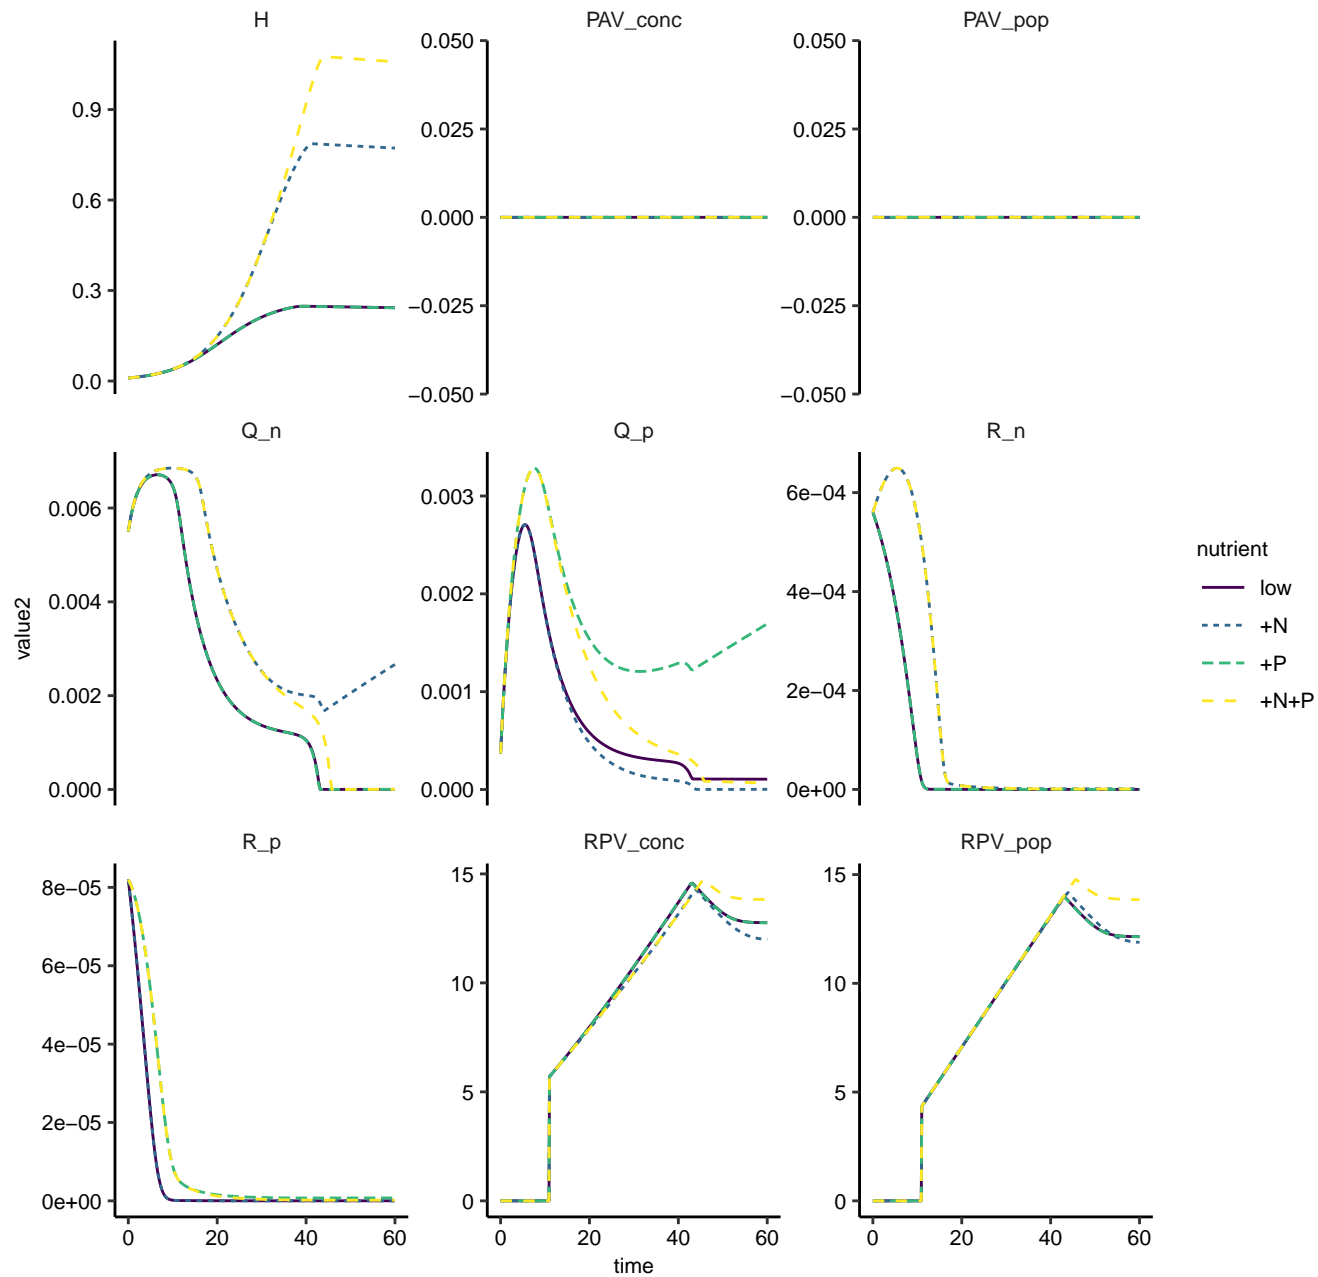 H
PAV_conc
PAV_pop
0.9
0.6
0.3
0.0
0.050
0.025
0.000
−0.025
−0.050
0.050
0.025
0.000
−0.025
−0.050
Q_n
Q_p
R_n
0.006
0.004
0.002
0.000
0.003
0.002
0.001
0.000
6e−04
4e−04
2e−04
0e+00
value2
nutrient
low
+N
+P
+N+P
R_p
RPV_conc
RPV_pop
8e−05
6e−05
4e−05
2e−05
0e+00
15
10
5
0
15
10
5
0
0 20 40 60
0 20 40 60
0 20 40 60
time